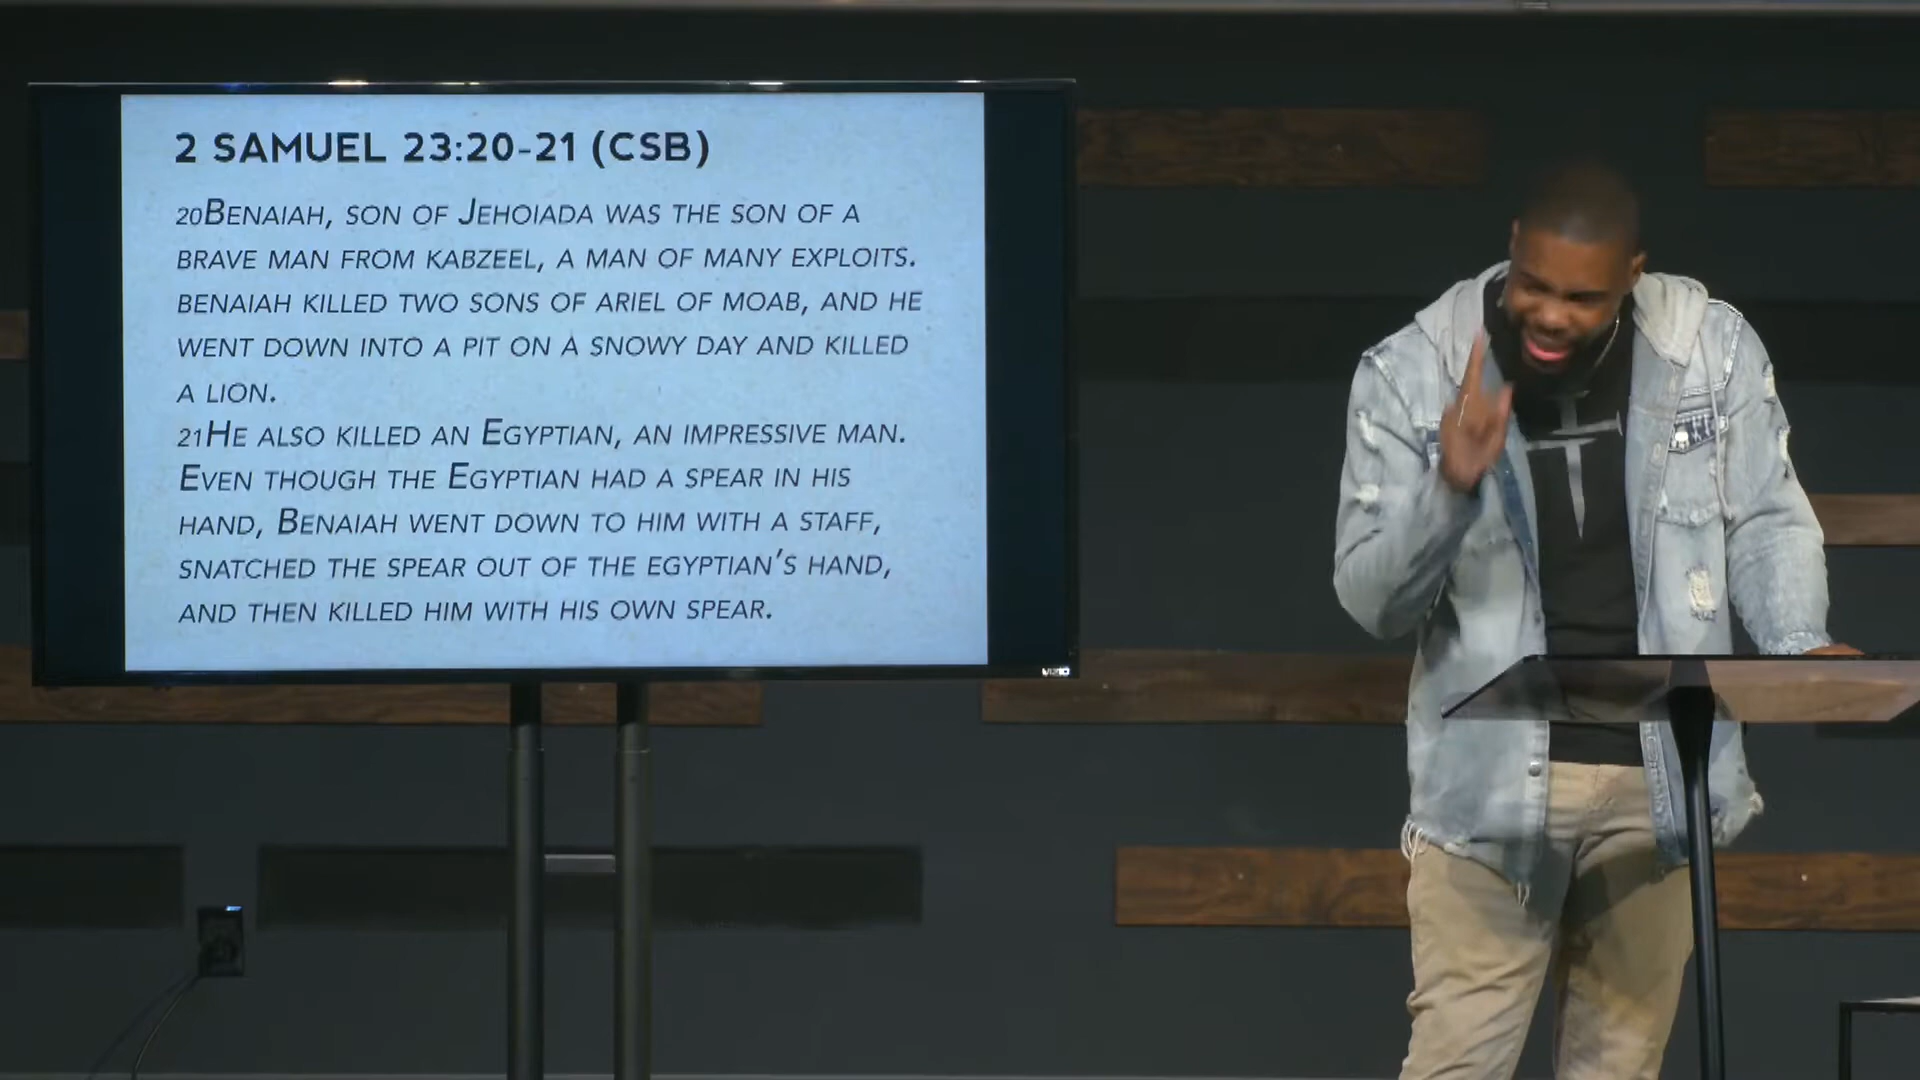 2 SAMUEL 23:20-21 (CSB)
20BENAIAH, SON OF JEHOIADA WAS THE SON OF A
BRAVE MAN FROM KABZEEL, A MAN OF MANY EXPLOITS.
BENAIAH KILLED TWO SONS OF ARIEL OF MOAB, AND HE
WENT DOWN INTO A PIT ON A SNOWY DAY AND KILLED
A LION.
21HE ALSO KILLED AN EGYPTIAN, AN IMPRESSIVE MAN.
EVEN THOUGH THE EGYPTIAN HAD A SPEAR IN HIS
HAND, BENAIAH WENT DOWN TO HIM WITH A STAFF,
SNATCHED THE SPEAR OUT OF THE EGYPTIAN'S HAND,
AND THEN KILLED HIM WITH HIS OWN SPEAR.
VIZIO